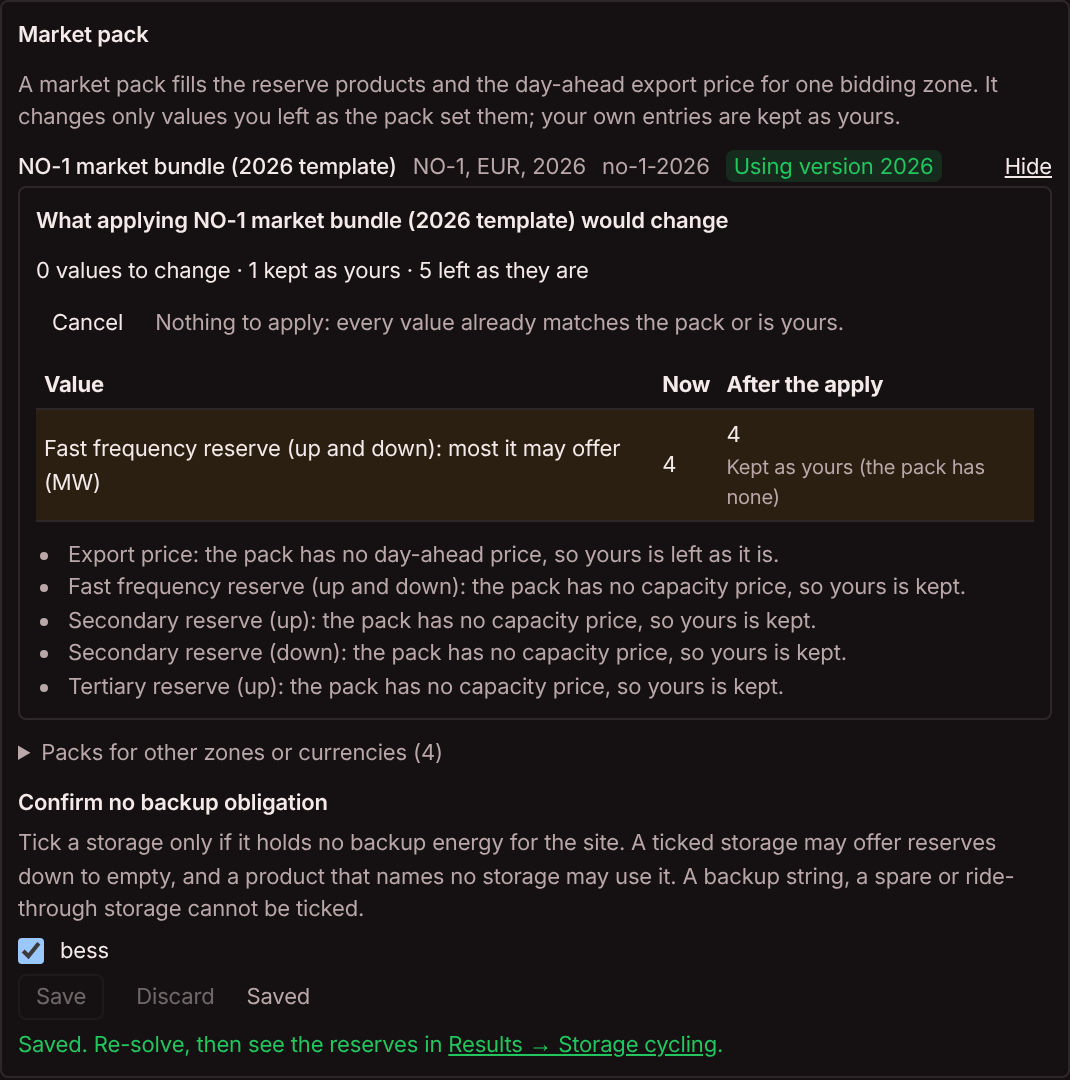 Market pack
A market pack fills the reserve products and the day-ahead export price for one bidding zone. It
changes only values you left as the pack set them; your own entries are kept as yours.
NO-1 market bundle (2026 template) NO-1, EUR, 2026 no-1-2026 Using version 2026 Hide
What applying NO-1 market bundle (2026 template) would change
0 values to change · 1 kept as yours · 5 left as they are
Cancel Nothing to apply: every value already matches the pack or is yours.
Value Now After the apply
Fast frequency reserve (up and down): most it may offer
(MW)
4
4
Kept as yours (the pack has
none)
Export price: the pack has no day-ahead price, so yours is left as it is.
Fast frequency reserve (up and down): the pack has no capacity price, so yours is kept.
Secondary reserve (up): the pack has no capacity price, so yours is kept.
Secondary reserve (down): the pack has no capacity price, so yours is kept.
Tertiary reserve (up): the pack has no capacity price, so yours is kept.
Packs for other zones or currencies (4)
Confirm no backup obligation
Tick a storage only if it holds no backup energy for the site. A ticked storage may offer reserves
down to empty, and a product that names no storage may use it. A backup string, a spare or ride-
through storage cannot be ticked.
bess
Save Discard Saved
Saved. Re-solve, then see the reserves in Results → Storage cycling.